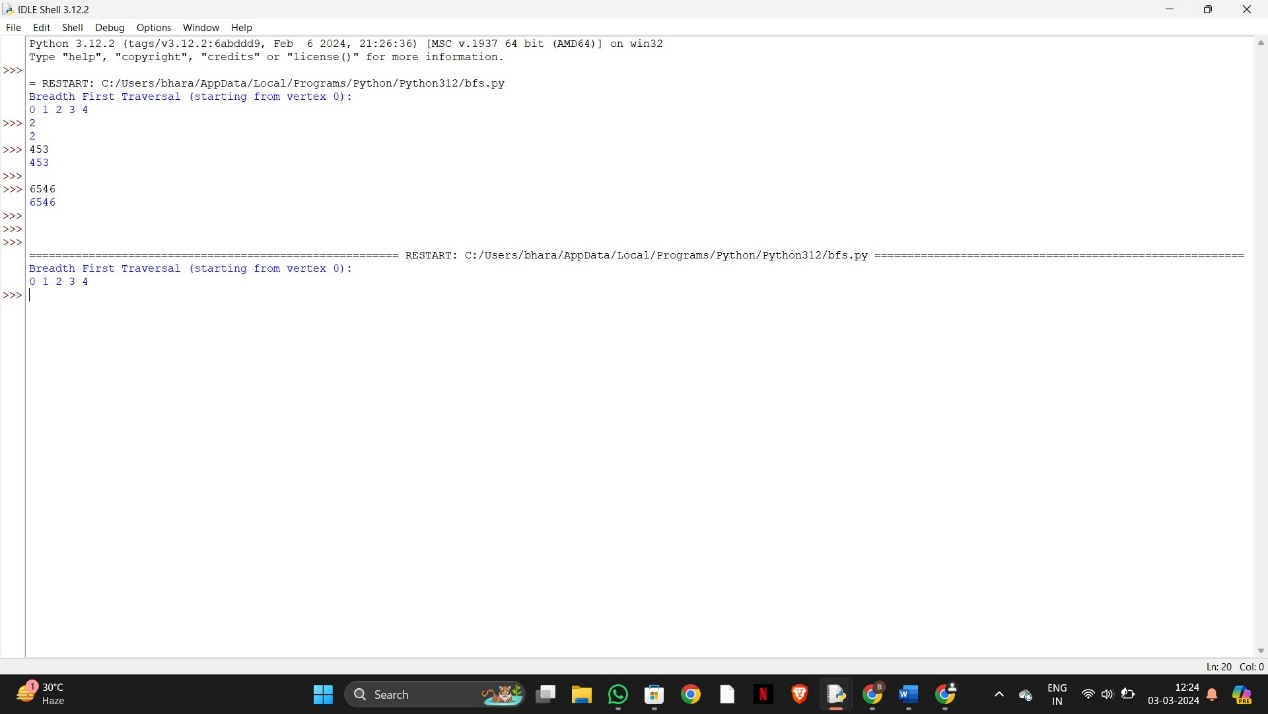 IDLE Shell 3.12.2
File Edit Shell Debug Options Window Help
Python 3.12.2 (tags/v3.12.2:6abddd9, Feb  6 2024, 21:26:36) [MSC v.1937 64 bit (AMD64)] on win32
Type "help", "copyright", "credits" or "license()" for more information.
>>>
= RESTART: C:/Users/bhara/AppData/Local/Programs/Python/Python312/bfs.py
Breadth First Traversal (starting from vertex 0):
0 1 2 3 4
>>> 2
2
>>> 453
453
>>>
>>> 6546
6546
>>>
>>>
>>>
======================================================== RESTART: C:/Users/bhara/AppData/Local/Programs/Python/Python312/bfs.py ========================================================
Breadth First Traversal (starting from vertex 0):
0 1 2 3 4
>>>
Ln: 20 Col: 0
1
30°C
Haze
Search
N
B
W
PRE
ENG
IN
12:24
03-03-2024